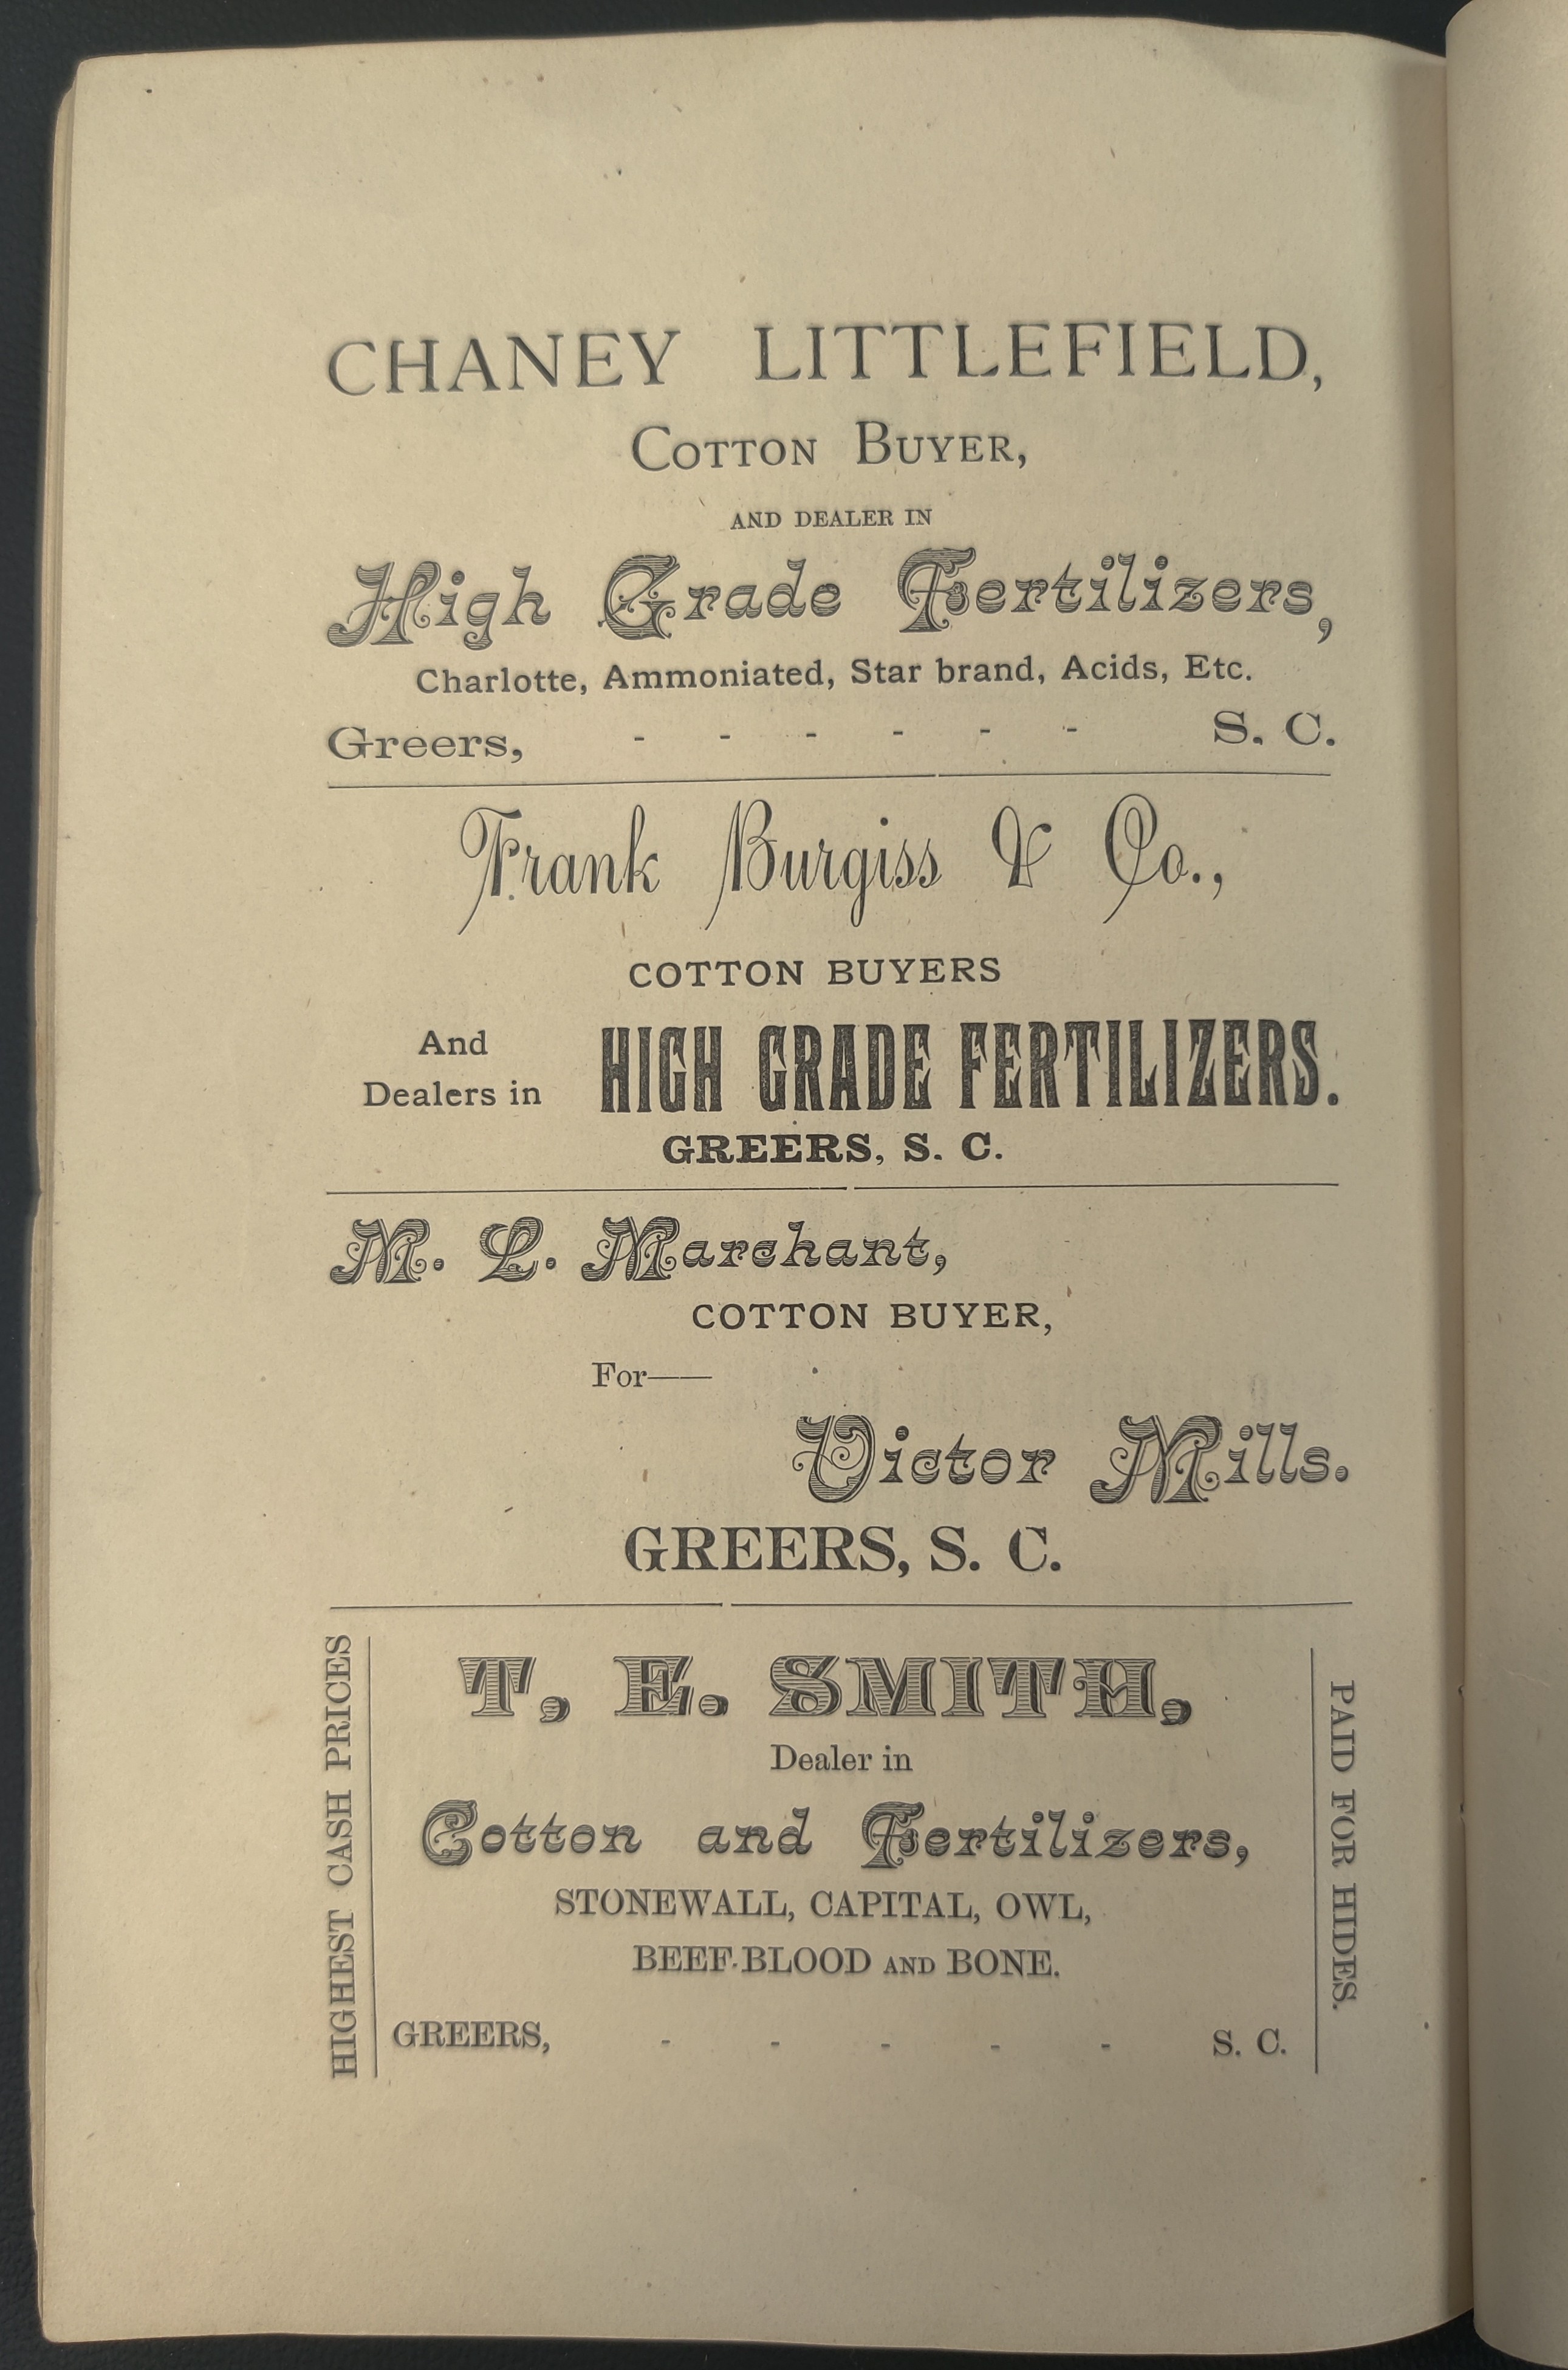 CHANEY LITTLEFIELD,
COTTON BUYER,
AND DEALER IN
High Grade Fertilizers,
Charlotte, Ammoniated, Star brand, Acids, Etc.
Greers, - - - - - - S. C.
Frank Burgiss & Co.,
COTTON BUYERS
And
Dealers in
HIGH GRADE FERTILIZERS.
GREERS, S. C.
M. L. Marchant,
COTTON BUYER,
For——
Victor Mills.
GREERS, S. C.
HIGHEST CASH PRICES
T, E. SMITH,
Dealer in
Cotton and Fertilizers,
STONEWALL, CAPITAL, OWL,
BEEF-BLOOD AND BONE.
GREERS, - - - - - S. C.
PAID FOR HIDES.